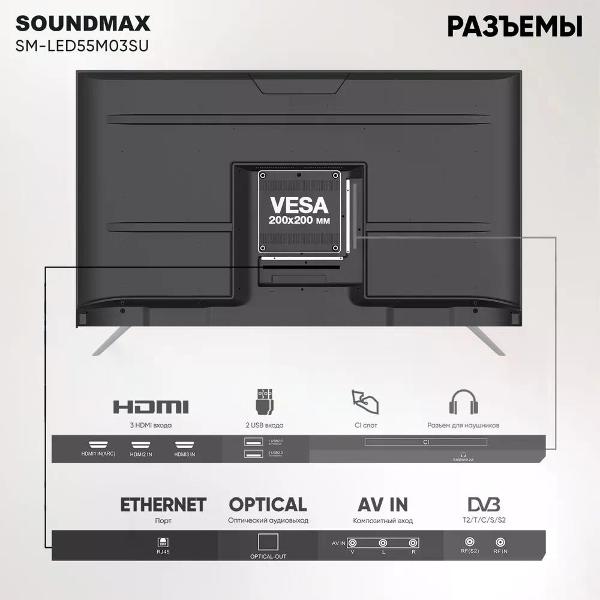 SOUNDMAX
SM-LED55M03SU
РАЗЪЕМЫ
VESA
200x200 мм
HDMI
3 HDMI входа
2 USB входа
CI слот
Разъем для наушников
HDMI1 IN(ARC) HDMI2 IN HDMI3 IN
CI
ETHERNET
Порт
OPTICAL
Оптический аудиовыход
AV IN
Композитный вход
DVB
T2/T/C/S/S2
RJ45
OPTICAL-OUT
AV IN
V L R
RF(S2) RF IN